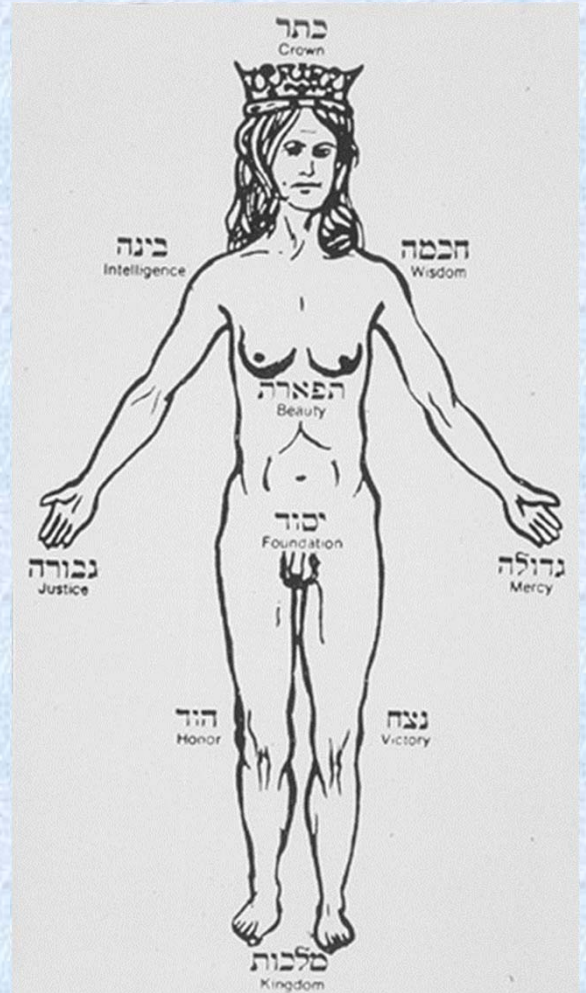 כתר
Crown
בינה
Intelligence
חכמה
Wisdom
תפארת
Beauty
יסוד
Foundation
גבורה
Justice
גדולה
Mercy
הוד
Honor
נצח
Victory
מלכות
Kingdom